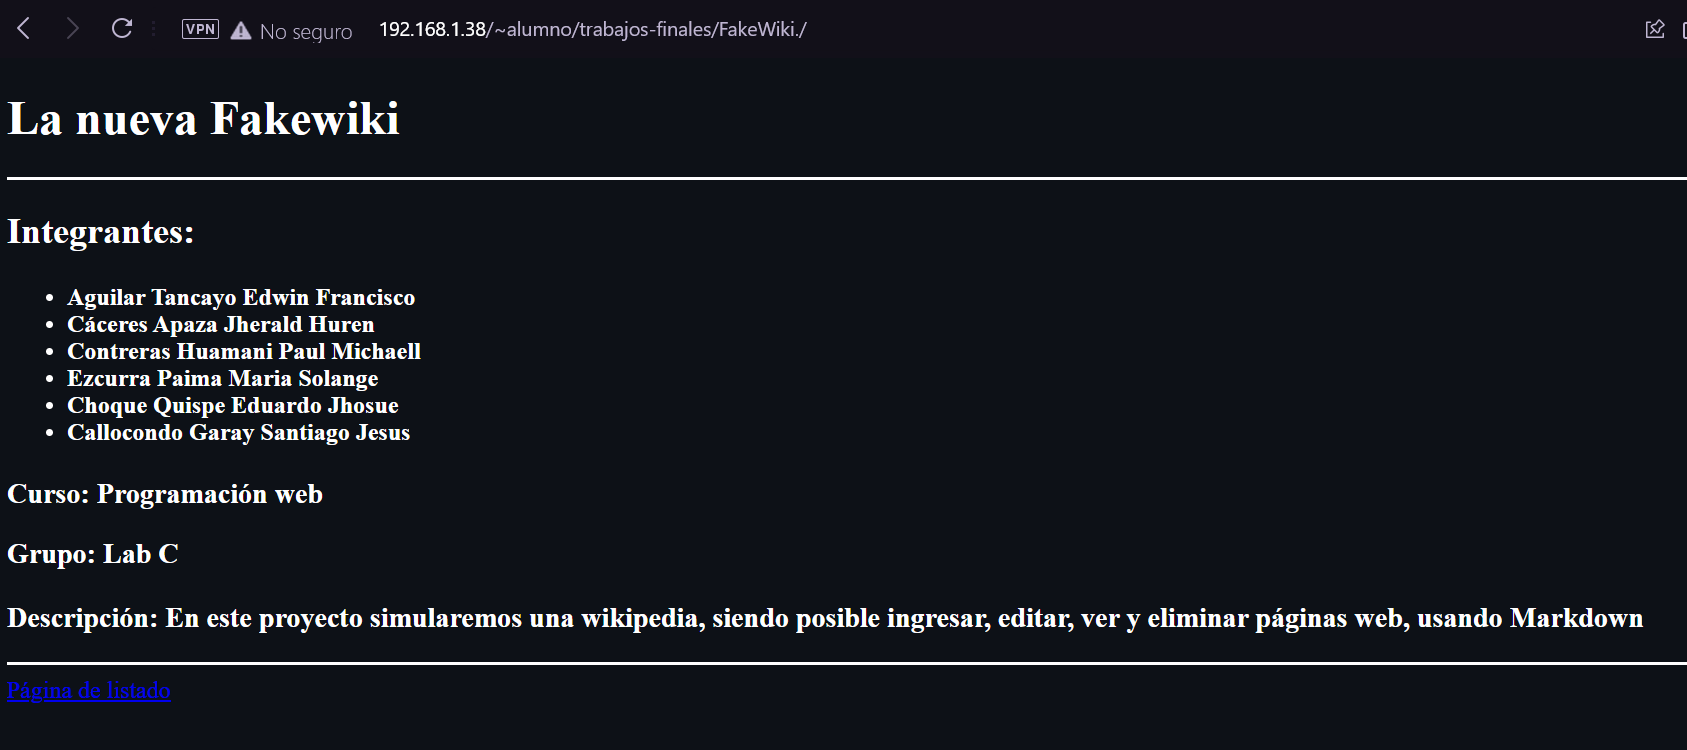 VPN No seguro 192.168.1.38/~alumno/trabajos-finales/FakeWiki./
La nueva Fakewiki
Integrantes:
• Aguilar Tancayo Edwin Francisco
• Cáceres Apaza Jherald Huren
• Contreras Huamani Paul Michaell
• Ezcurra Paima Maria Solange
• Choque Quispe Eduardo Jhosue
• Callocondo Garay Santiago Jesus
Curso: Programación web
Grupo: Lab C
Descripción: En este proyecto simularemos una wikipedia, siendo posible ingresar, editar, ver y eliminar páginas web, usando Markdown
Página de listado